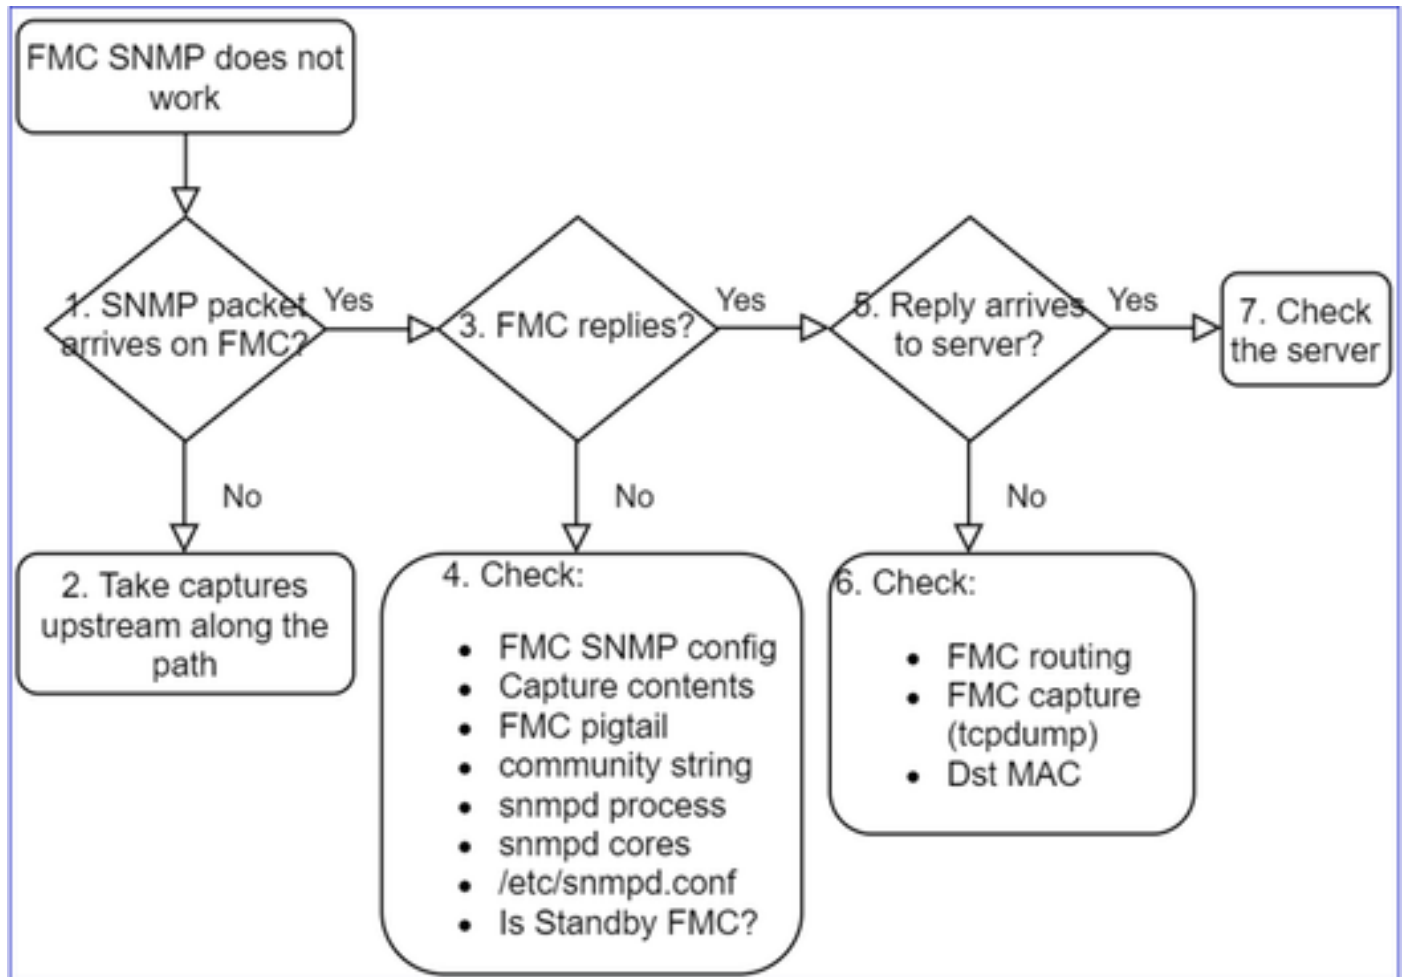 FMC SNMP does not
work
1. SNMP packet
arrives on FMC?
Yes
3. FMC replies?
Yes
5. Reply arrives
to server?
Yes
7. Check
the server
No
No
No
2. Take captures
upstream along the
path
4. Check:
• FMC SNMP config
• Capture contents
• FMC pigtail
• community string
• snmpd process
• snmpd cores
• /etc/snmpd.conf
• Is Standby FMC?
6. Check:
• FMC routing
• FMC capture
(tcpdump)
• Dst MAC